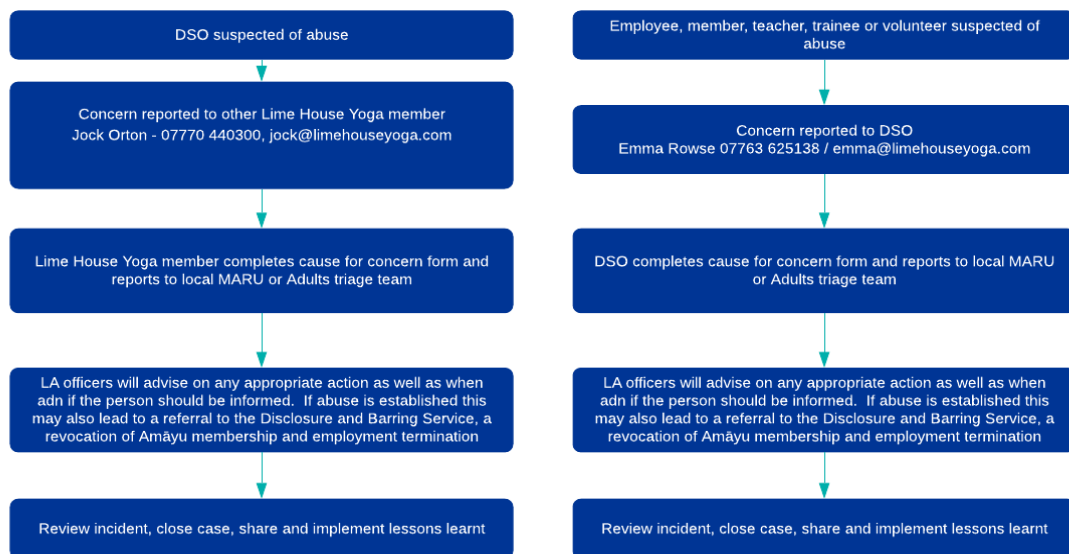 DSO suspected of abuse
Concern reported to other Lime House Yoga member
Jock Orton - 07770 440300, jock@limehouseyoga.com
Lime House Yoga member completes cause for concern form and
reports to local MARU or Adults triage team
LA officers will advise on any appropriate action as well as when
adn if the person should be informed.  If abuse is established this
may also lead to a referral to the Disclosure and Barring Service, a
revocation of Amāyu membership and employment termination
Review incident, close case, share and implement lessons learnt
Employee, member, teacher, trainee or volunteer suspected of
abuse
Concern reported to DSO
Emma Rowse 07763 625138 / emma@limehouseyoga.com
DSO completes cause for concern form and reports to local MARU
or Adults triage team
LA officers will advise on any appropriate action as well as when
adn if the person should be informed.  If abuse is established this
may also lead to a referral to the Disclosure and Barring Service, a
revocation of Amāyu membership and employment termination
Review incident, close case, share and implement lessons learnt